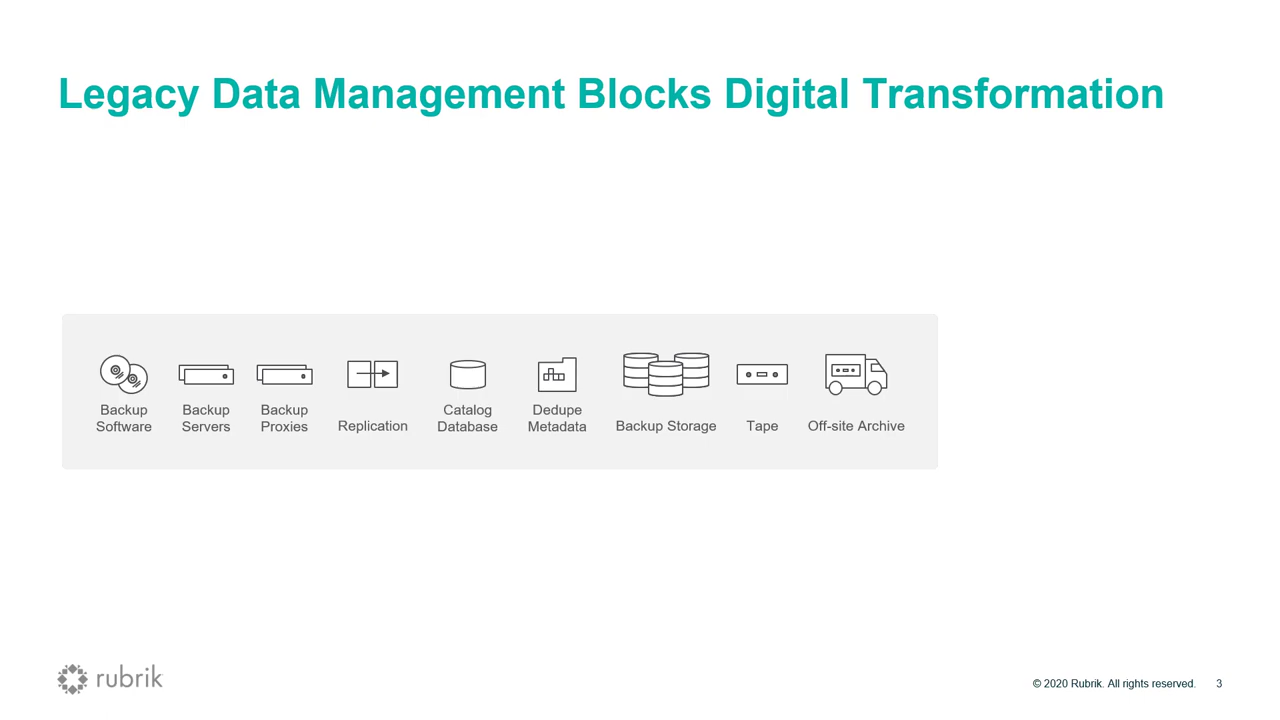 Legacy Data Management Blocks Digital Transformation
Backup
Software
Backup
Servers
Backup
Proxies
Replication
Catalog
Database
Dedupe
Metadata
Backup Storage
Tape
Off-site Archive
rubrik
© 2020 Rubrik. All rights reserved.
3